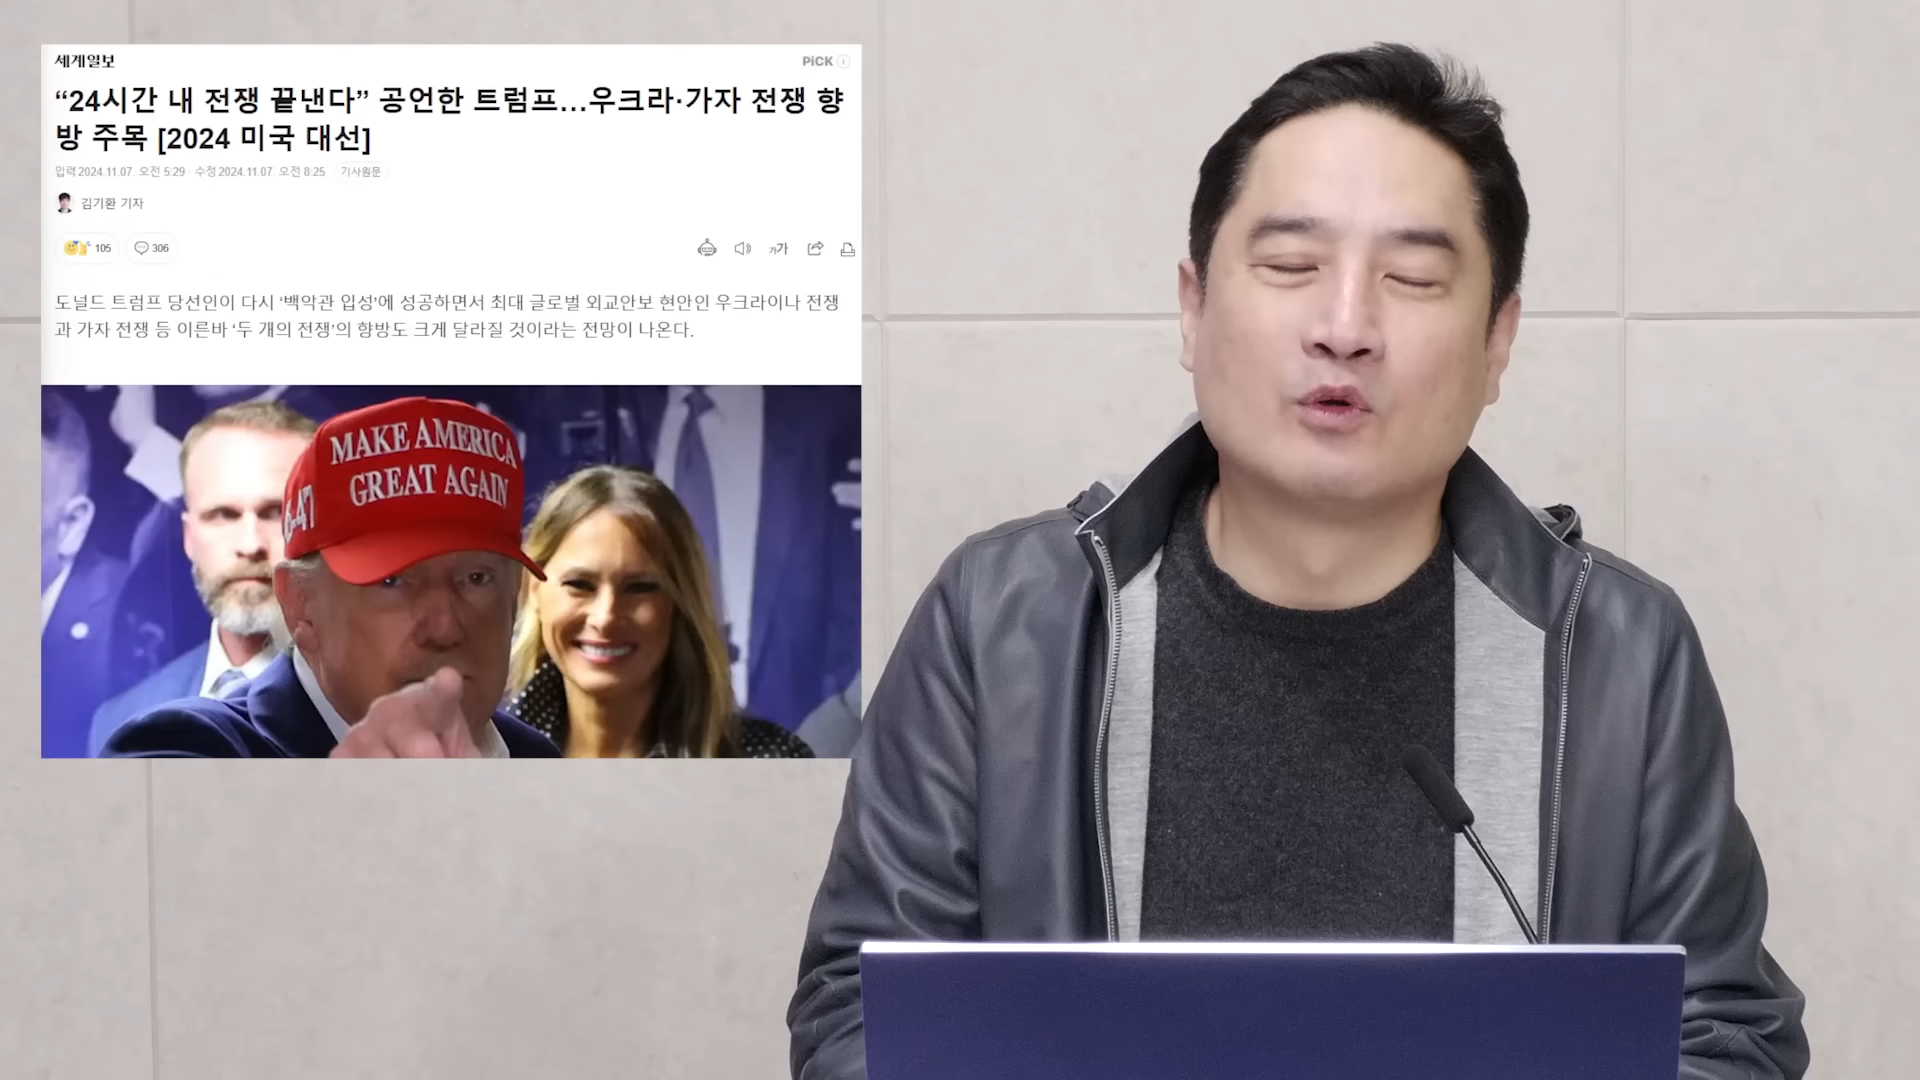 세계일보
PiCK
“24시간 내 전쟁 끝낸다” 공언한 트럼프…우크라·가자 전쟁 향
방 주목 [2024 미국 대선]
입력 2024.11.07. 오전 5:29 · 수정 2024.11.07. 오전 8:25 기사원문
김기환 기자
105 306
가가
도널드 트럼프 당선인이 다시 ‘백악관 입성’에 성공하면서 최대 글로벌 외교안보 현안인 우크라이나 전쟁
과 가자 전쟁 등 이른바 ‘두 개의 전쟁’의 향방도 크게 달라질 것이라는 전망이 나온다.
MAKE AMERICA
GREAT AGAIN